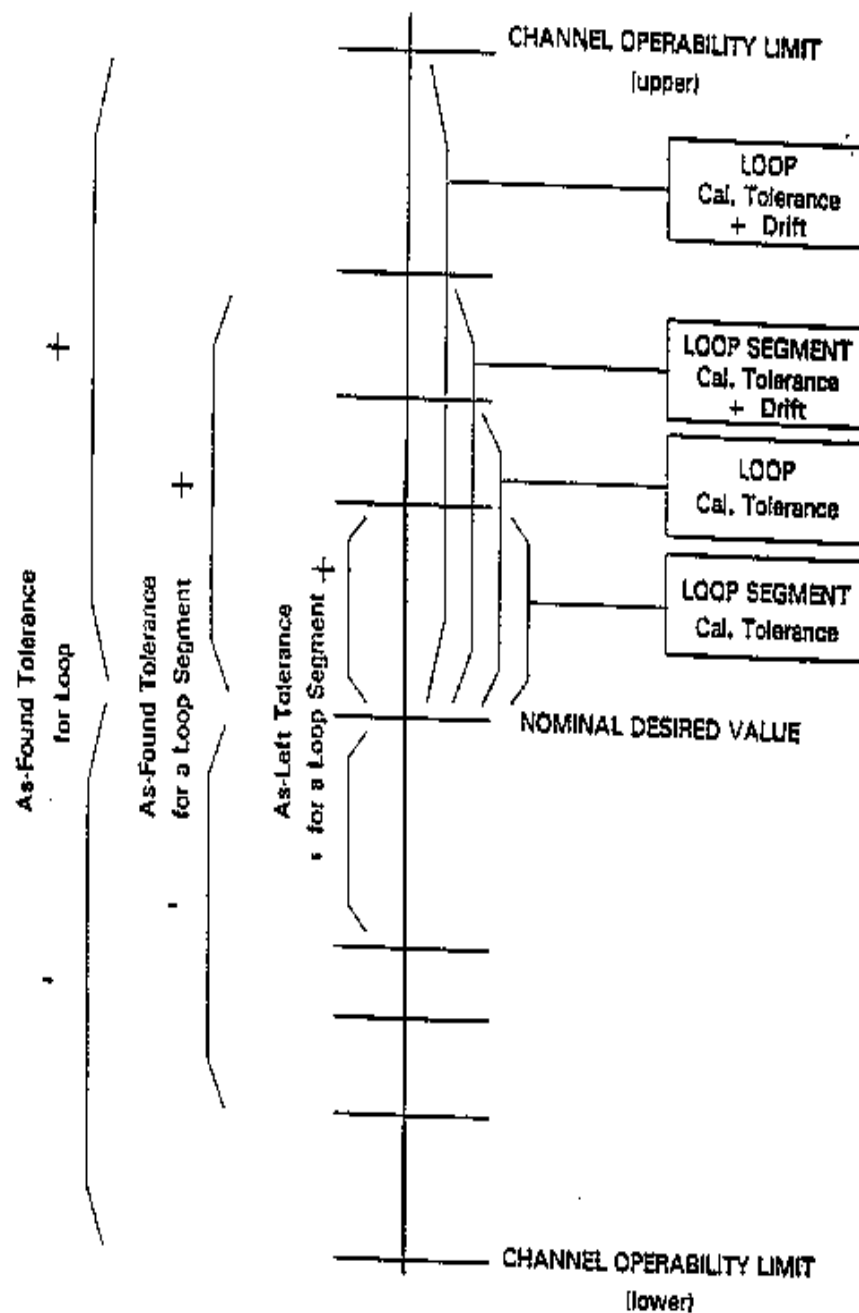 CHANNEL OPERABILITY LIMIT
(upper)
LOOP
Cal. Tolerance
+ Drift
LOOP SEGMENT
Cal. Tolerance
+ Drift
LOOP
Cal. Tolerance
LOOP SEGMENT
Cal. Tolerance
As-Found Tolerance
for Loop
+
-
As-Found Tolerance
for a Loop Segment
+
-
As-Left Tolerance
- for a Loop Segment +
NOMINAL DESIRED VALUE
CHANNEL OPERABILITY LIMIT
(lower)